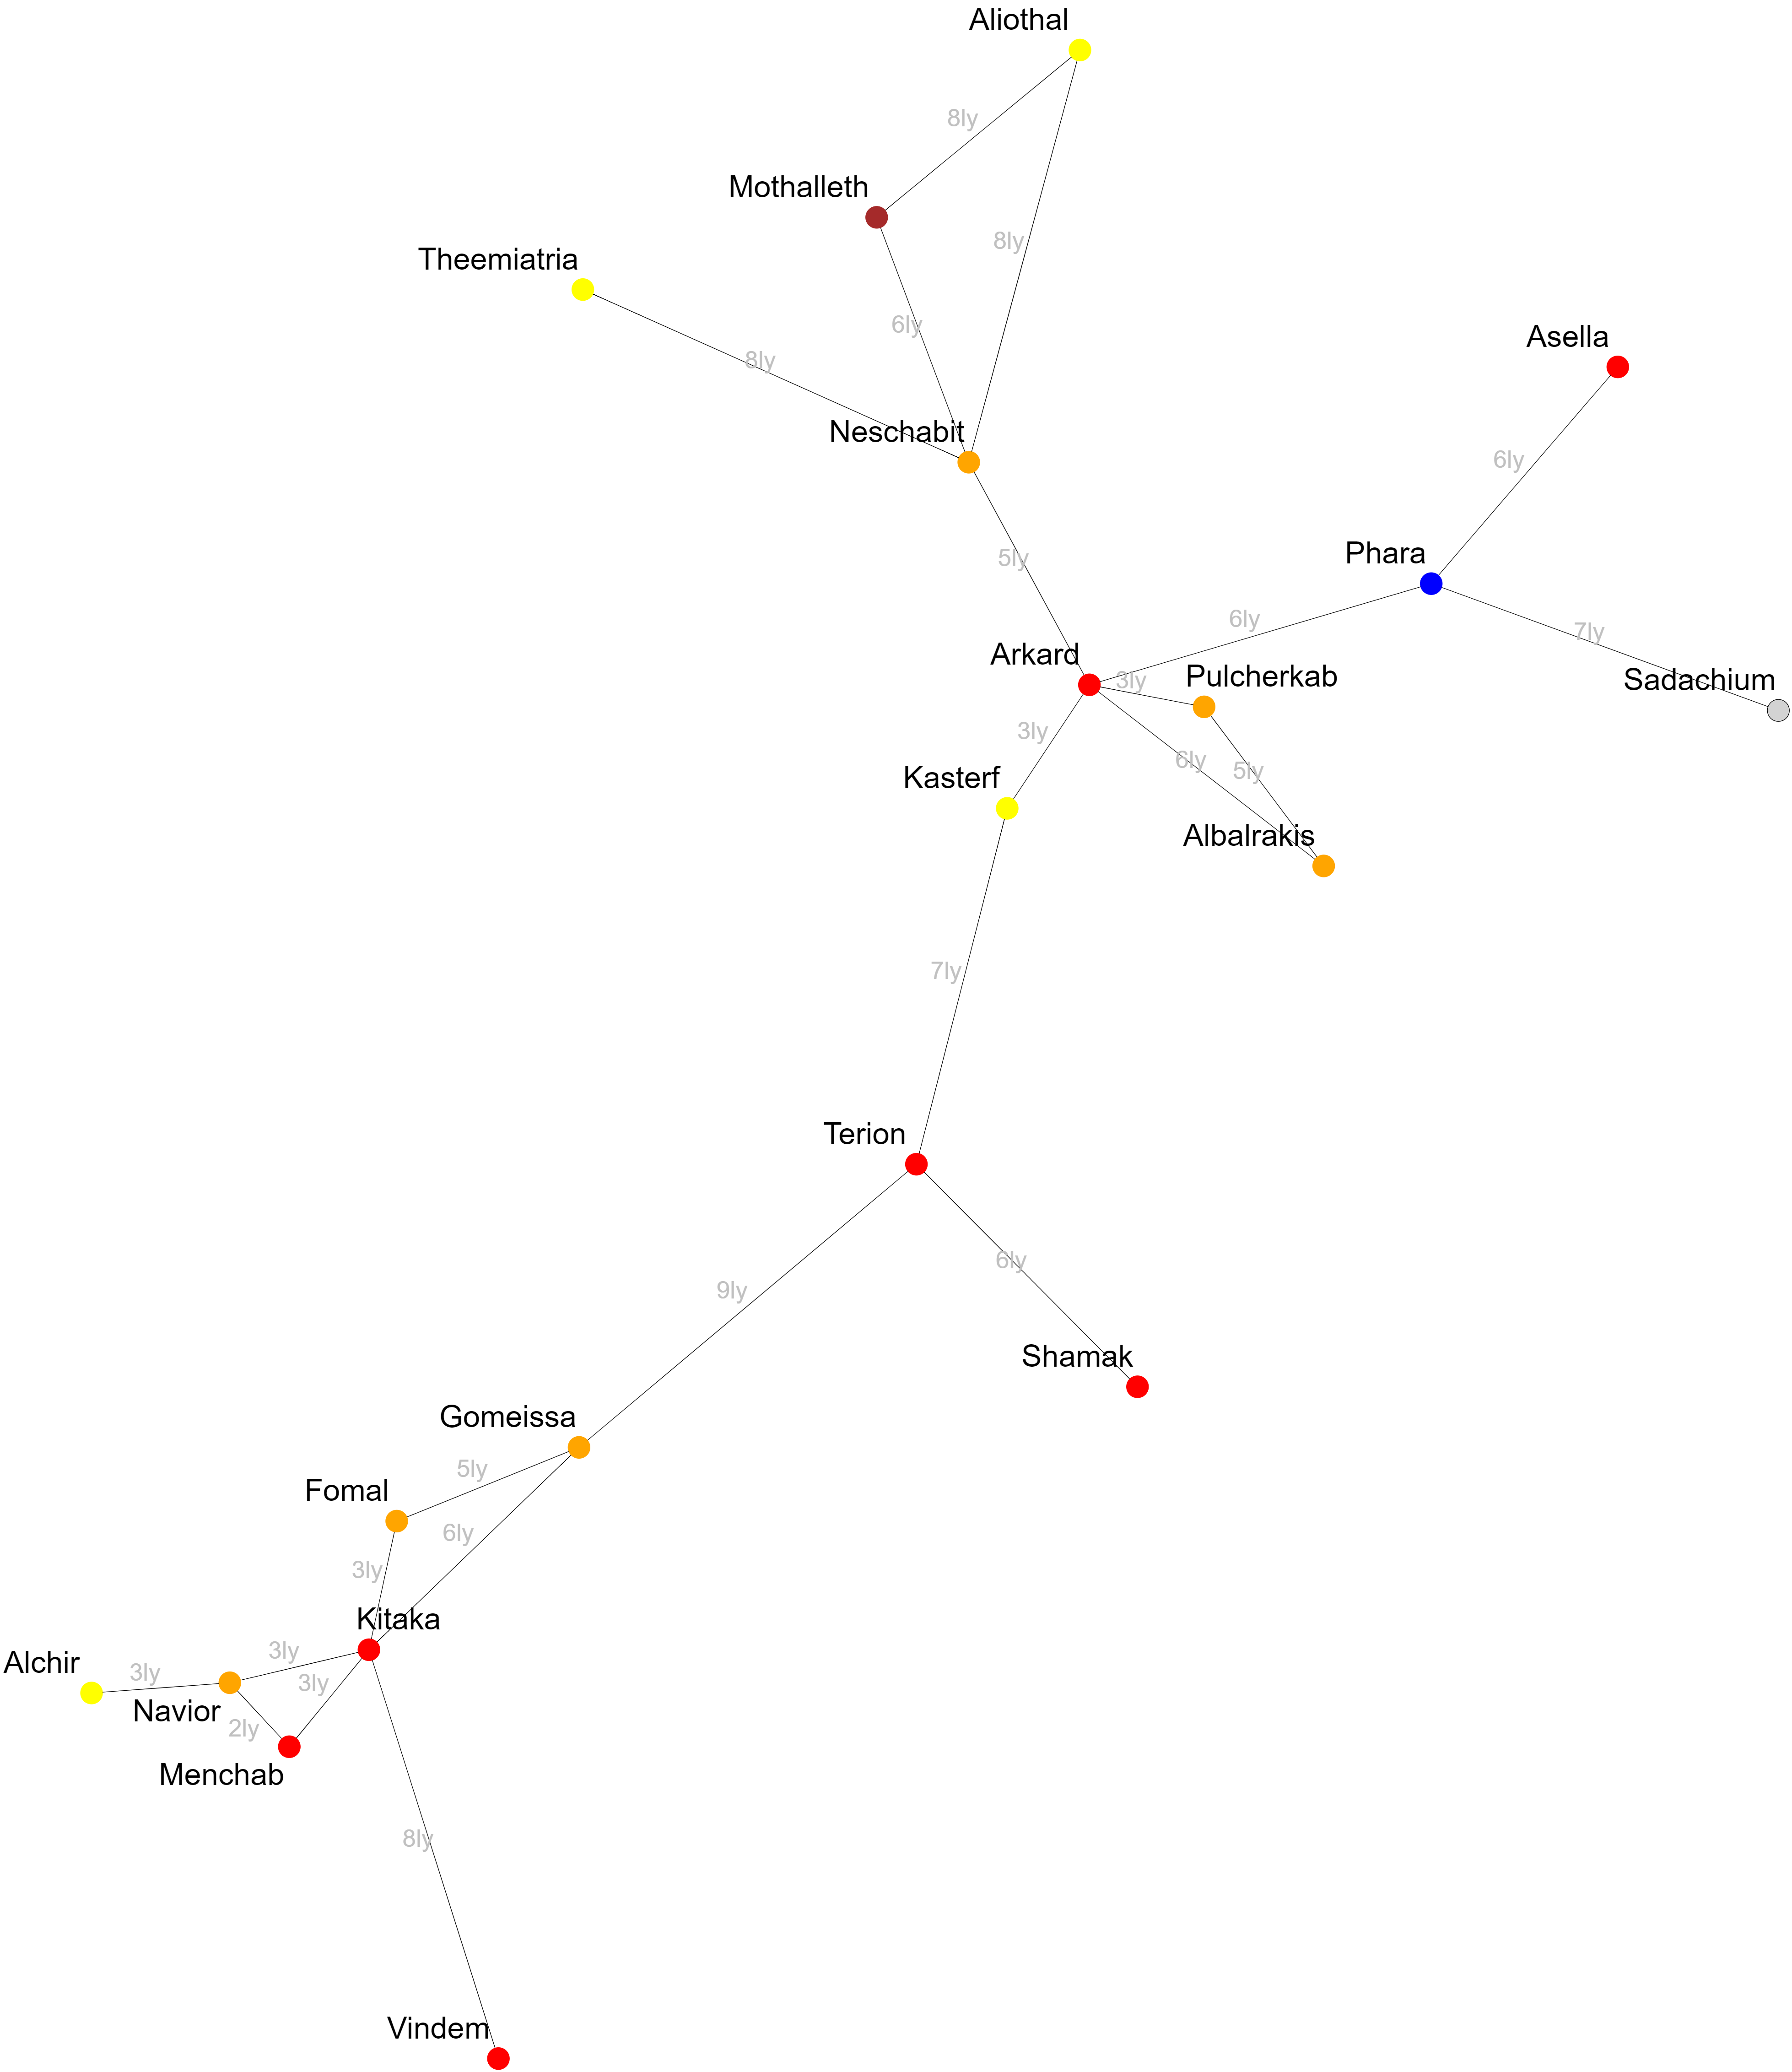 Aliothal
8ly
Mothalleth
8ly
Theemiatria
6ly
Asella
8ly
Neschabit
6ly
Phara
5ly
6ly
7ly
Arkard
3ly
Pulcherkab
Sadachium
3ly
6ly
5ly
Kasterf
Albalrakis
7ly
Terion
6ly
9ly
Shamak
Gomeissa
5ly
Fomal
6ly
3ly
Kitaka
Alchir
3ly
3ly
3ly
Navior
2ly
Menchab
8ly
Vindem